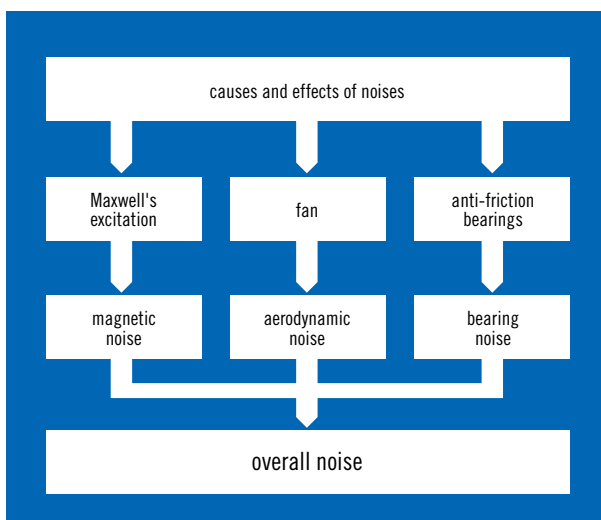 causes and effects of noises
Maxwell's
excitation
fan
anti-friction
bearings
magnetic
noise
aerodynamic
noise
bearing
noise
overall noise